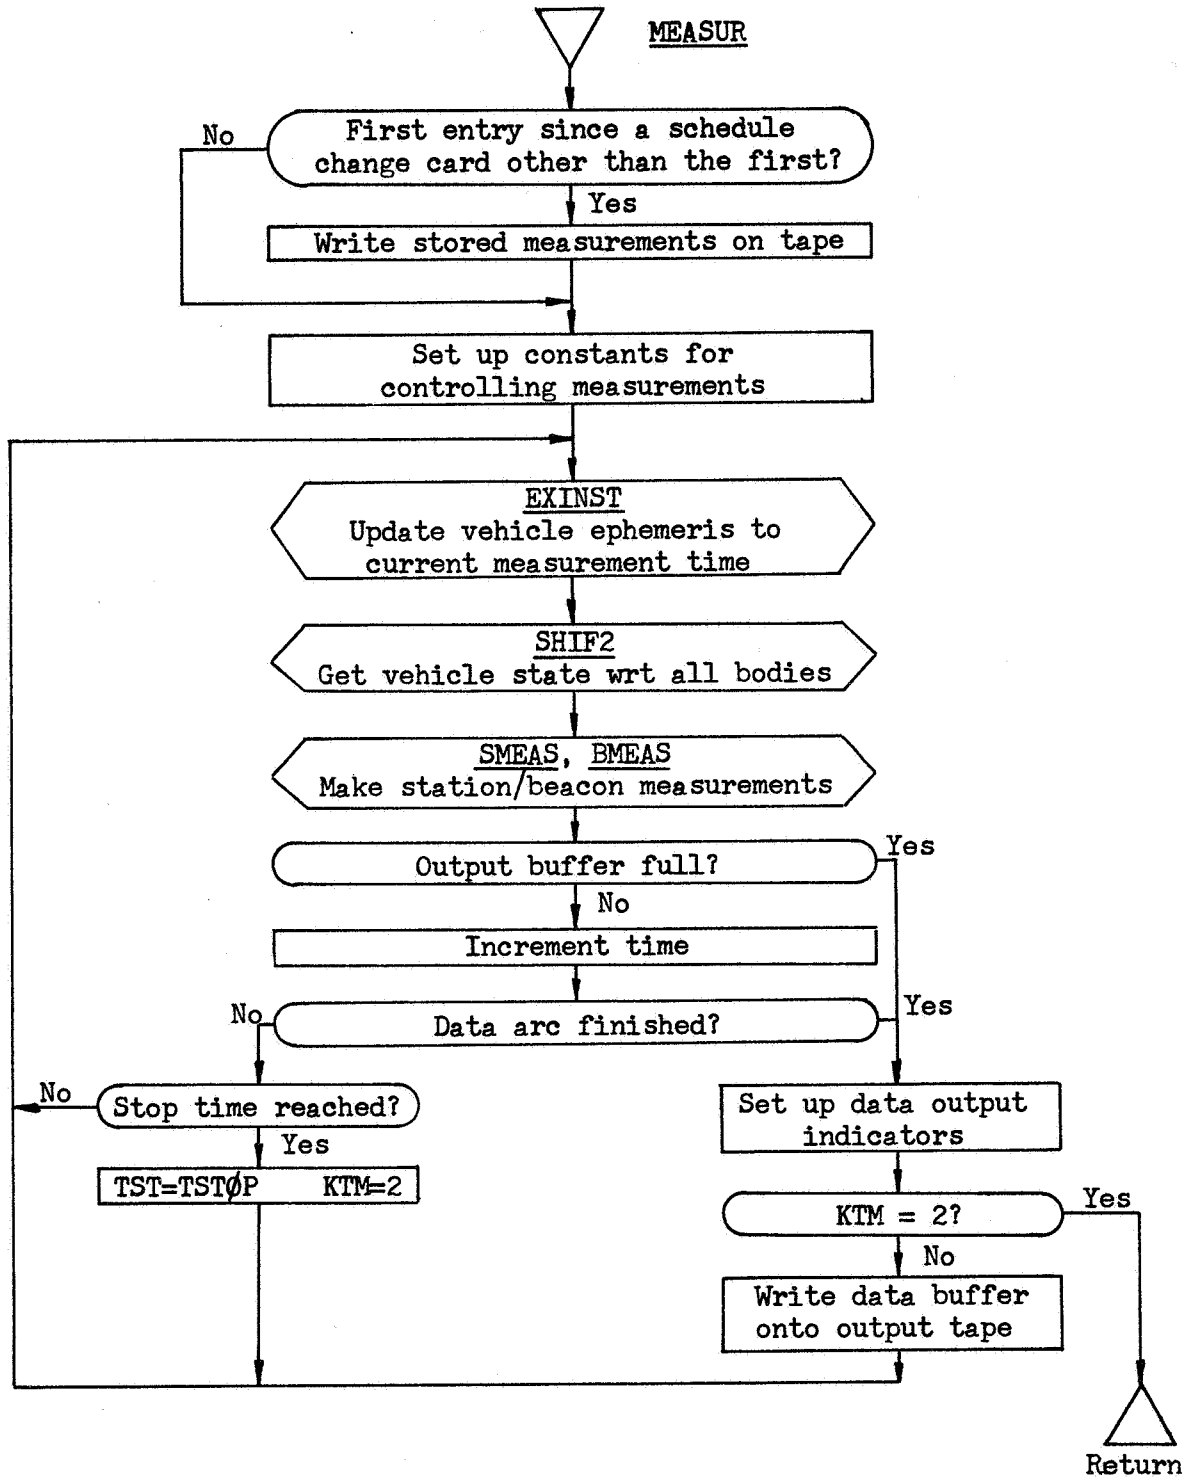 MEASUR
First entry since a schedule
change card other than the first?
No
Yes
Write stored measurements on tape
Set up constants for
controlling measurements
EXINST
Update vehicle ephemeris to
current measurement time
SHIF2
Get vehicle state wrt all bodies
SMEAS, BMEAS
Make station/beacon measurements
Output buffer full?
Yes
No
Increment time
Data arc finished?
No
Yes
Stop time reached?
No
Yes
TST=TSTØP KTM=2
Set up data output
indicators
KTM = 2?
Yes
No
Write data buffer
onto output tape
Return